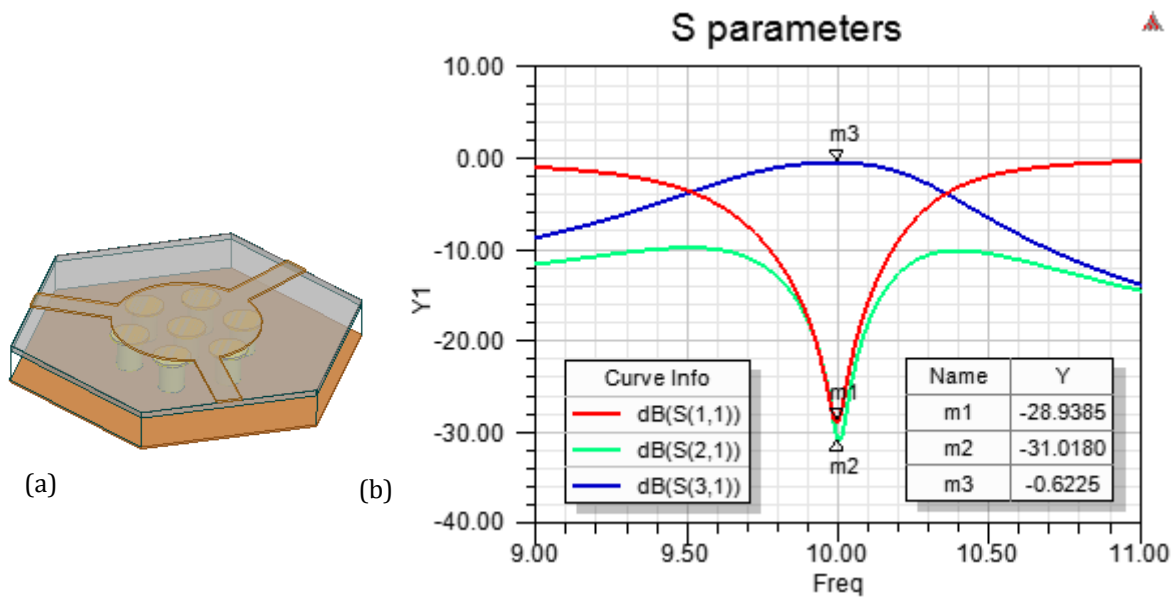 S parameters
10.00
0.00
-10.00
-20.00
-30.00
-40.00
Y1
m3
m1
m2
Curve Info
dB(S(1,1))
dB(S(2,1))
dB(S(3,1))
Name Y
m1 -28.9385
m2 -31.0180
m3 -0.6225
9.00 9.50 10.00 10.50 11.00
Freq
(a) (b)